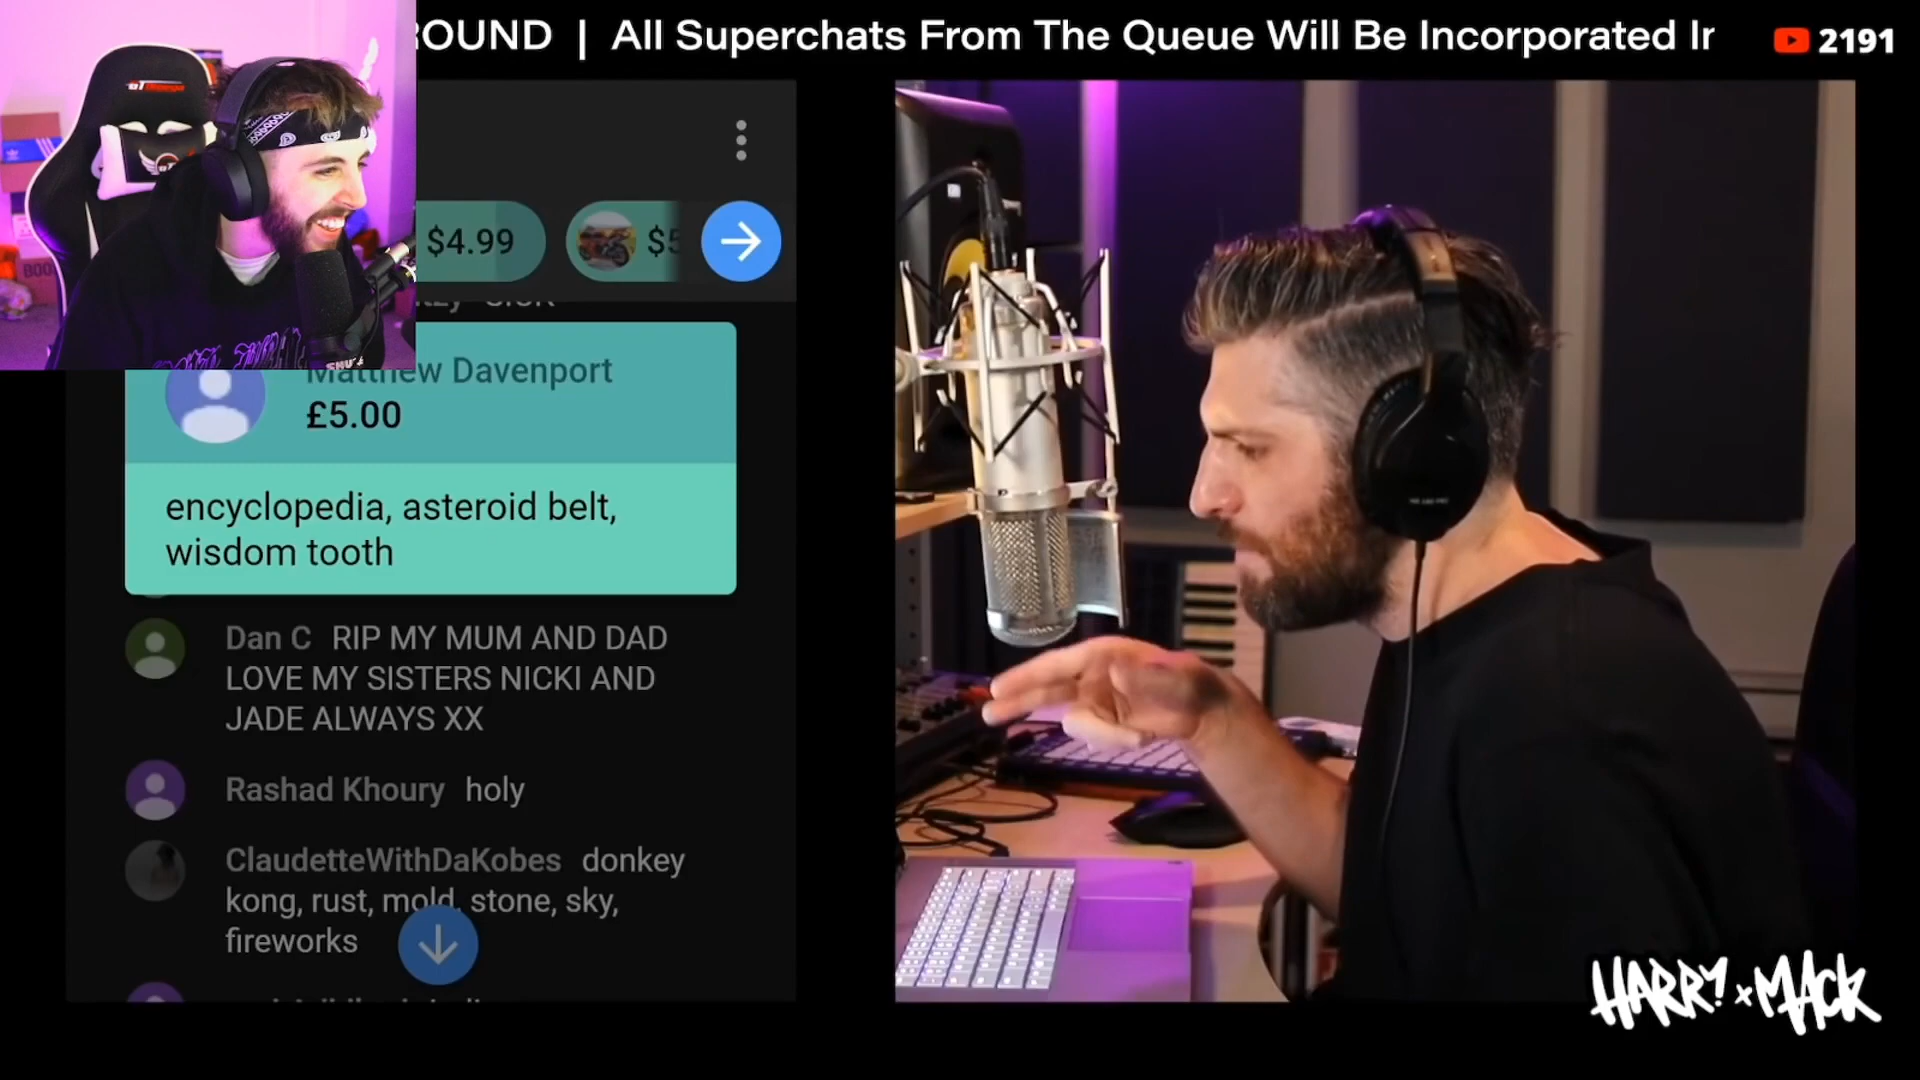 ROUND | All Superchats From The Queue Will Be Incorporated Ir
2191
$4.99
$5
Matthew Davenport
£5.00
encyclopedia, asteroid belt,
wisdom tooth
Dan C RIP MY MUM AND DAD
LOVE MY SISTERS NICKI AND
JADE ALWAYS XX
Rashad Khoury holy
ClaudetteWithDaKobes donkey
kong, rust, mold, stone, sky,
fireworks
HARRY x MACK